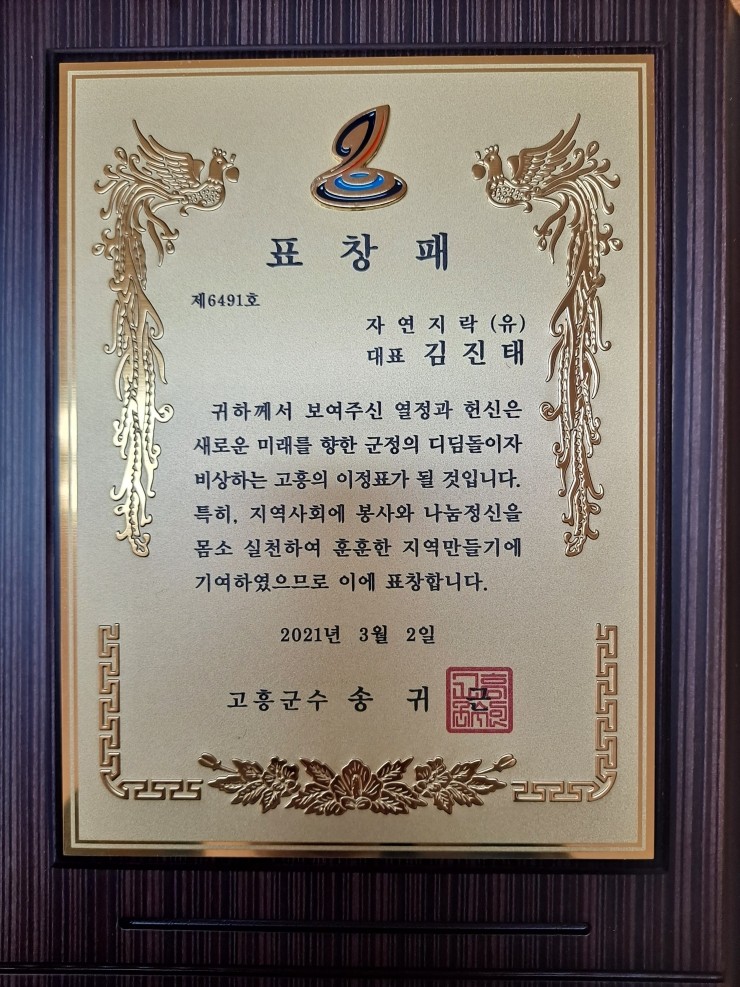 표 창 패
제6491호
자 연 지 락 (유)
대표 김 진 태
귀하께서 보여주신 열정과 헌신은
새로운 미래를 향한 군정의 디딤돌이자
비상하는 고흥의 이정표가 될 것입니다.
특히, 지역사회에 봉사와 나눔정신을
몸소 실천하여 훈훈한 지역만들기에
기여하였으므로 이에 표창합니다.
2021년 3월 2일
고흥군수 송 귀 근